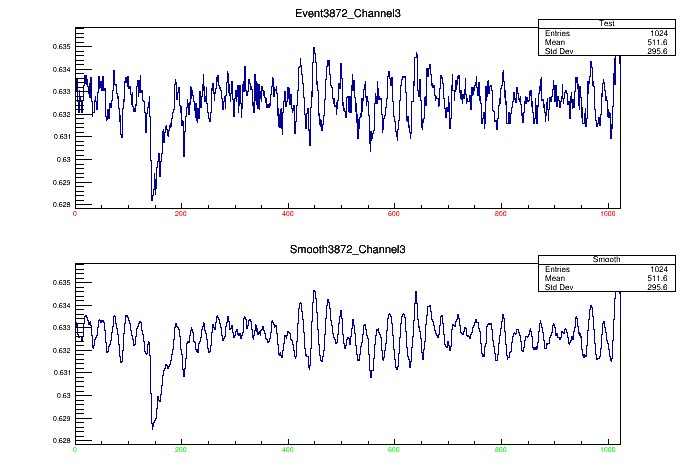 Event3872_Channel3
Test
Entries 1024
Mean 511.6
Std Dev 295.6
0.635
0.634
0.633
0.632
0.631
0.63
0.629
0.628
0 200 400 600 800 1000
Smooth3872_Channel3
Smooth
Entries 1024
Mean 511.6
Std Dev 295.6
0.635
0.634
0.633
0.632
0.631
0.63
0.629
0.628
0 200 400 600 800 1000